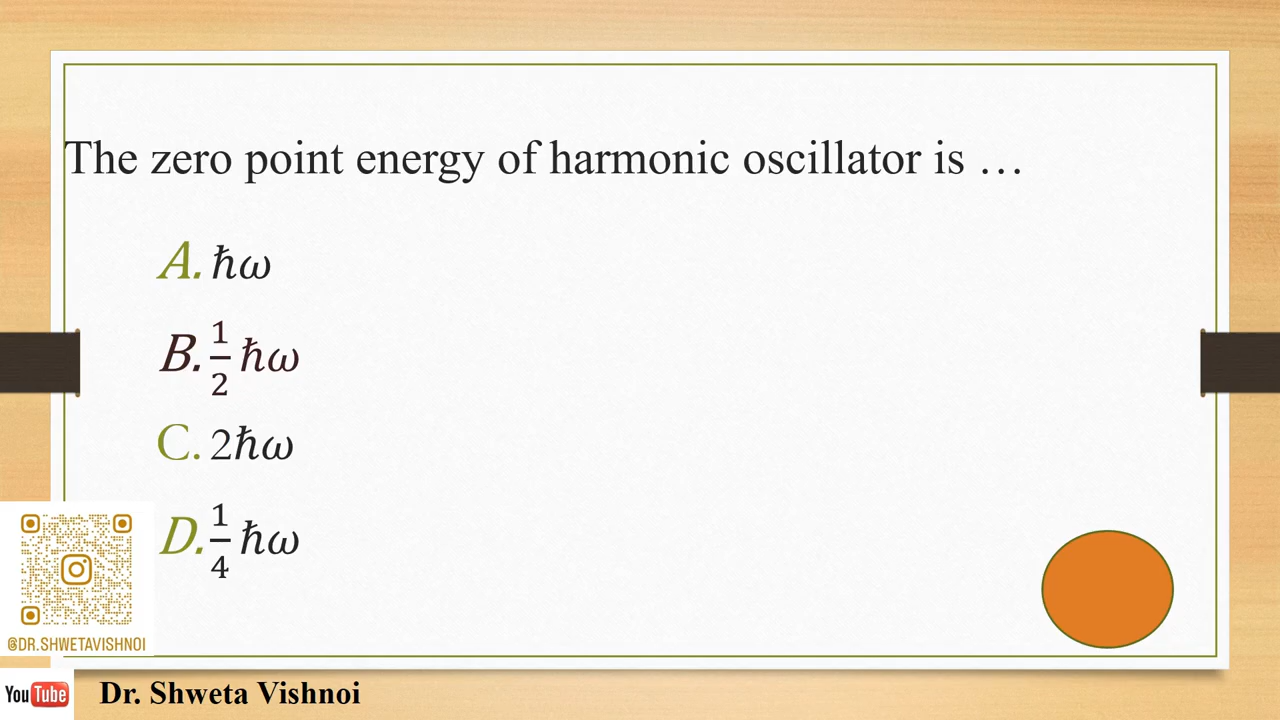 The zero point energy of harmonic oscillator is …
A. ℏω
B. 1/2 ℏω
C. 2ℏω
D. 1/4 ℏω
@DR.SHWETAVISHNOI
YouTube Dr. Shweta Vishnoi